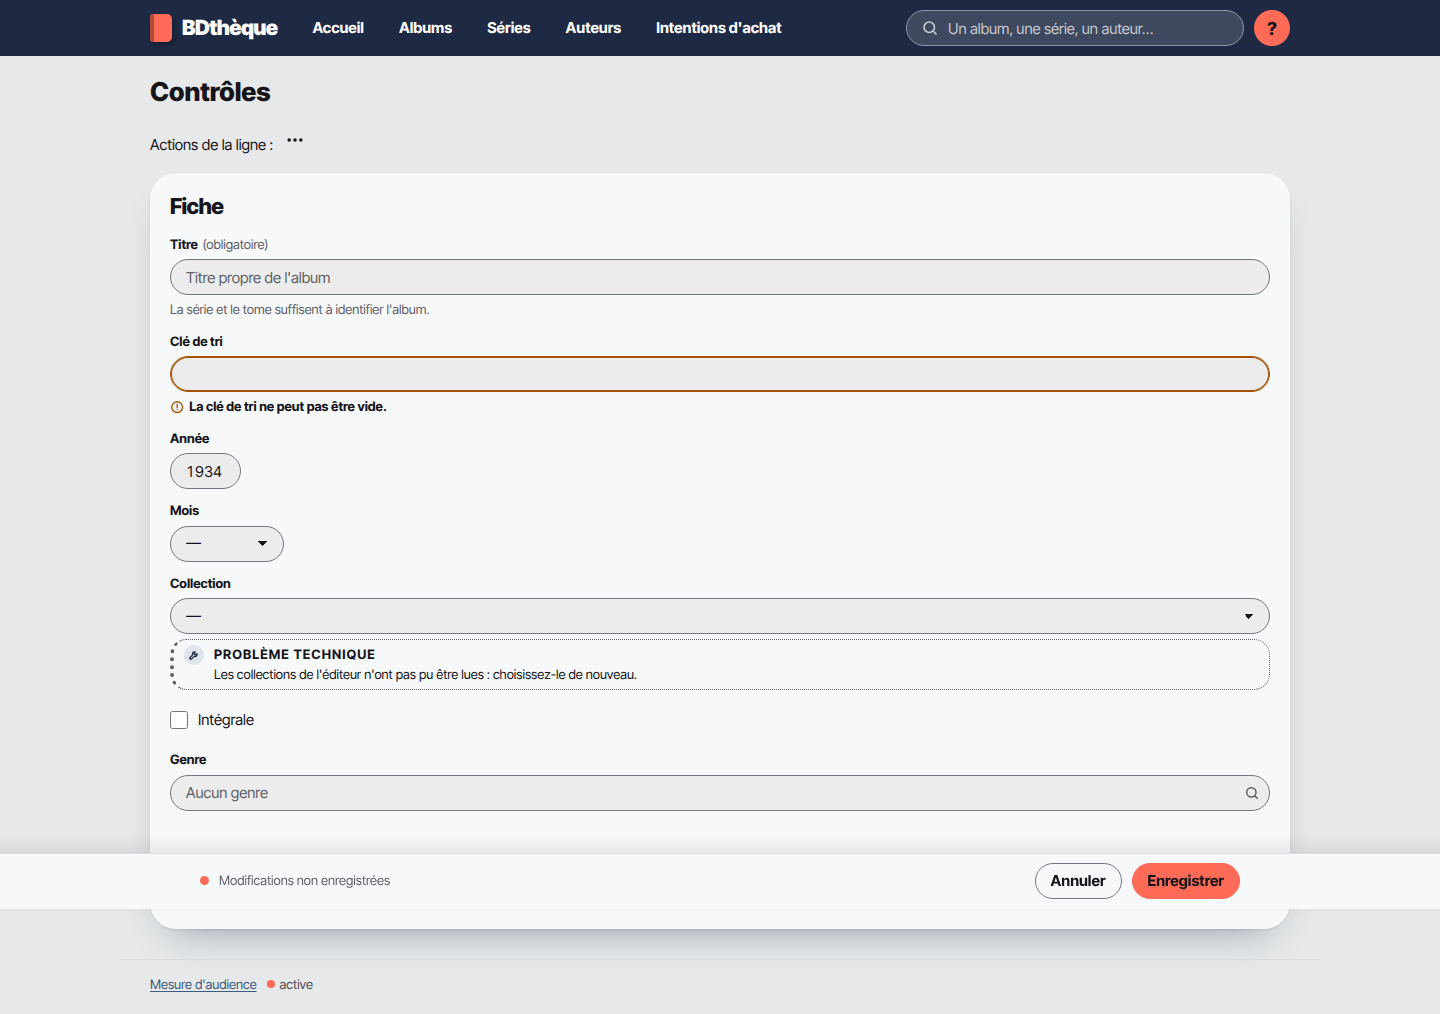 BDthèque Accueil Albums Séries Auteurs Intentions d'achat Un album, une série, un auteur... ?
Contrôles
Actions de la ligne : •••
Fiche
Titre (obligatoire)
Titre propre de l'album
La série et le tome suffisent à identifier l'album.
Clé de tri
La clé de tri ne peut pas être vide.
Année
1934
Mois
—
Collection
—
PROBLÈME TECHNIQUE
Les collections de l'éditeur n'ont pas pu être lues : choisissez-le de nouveau.
Intégrale
Genre
Aucun genre
Modifications non enregistrées Annuler Enregistrer
Mesure d'audience active